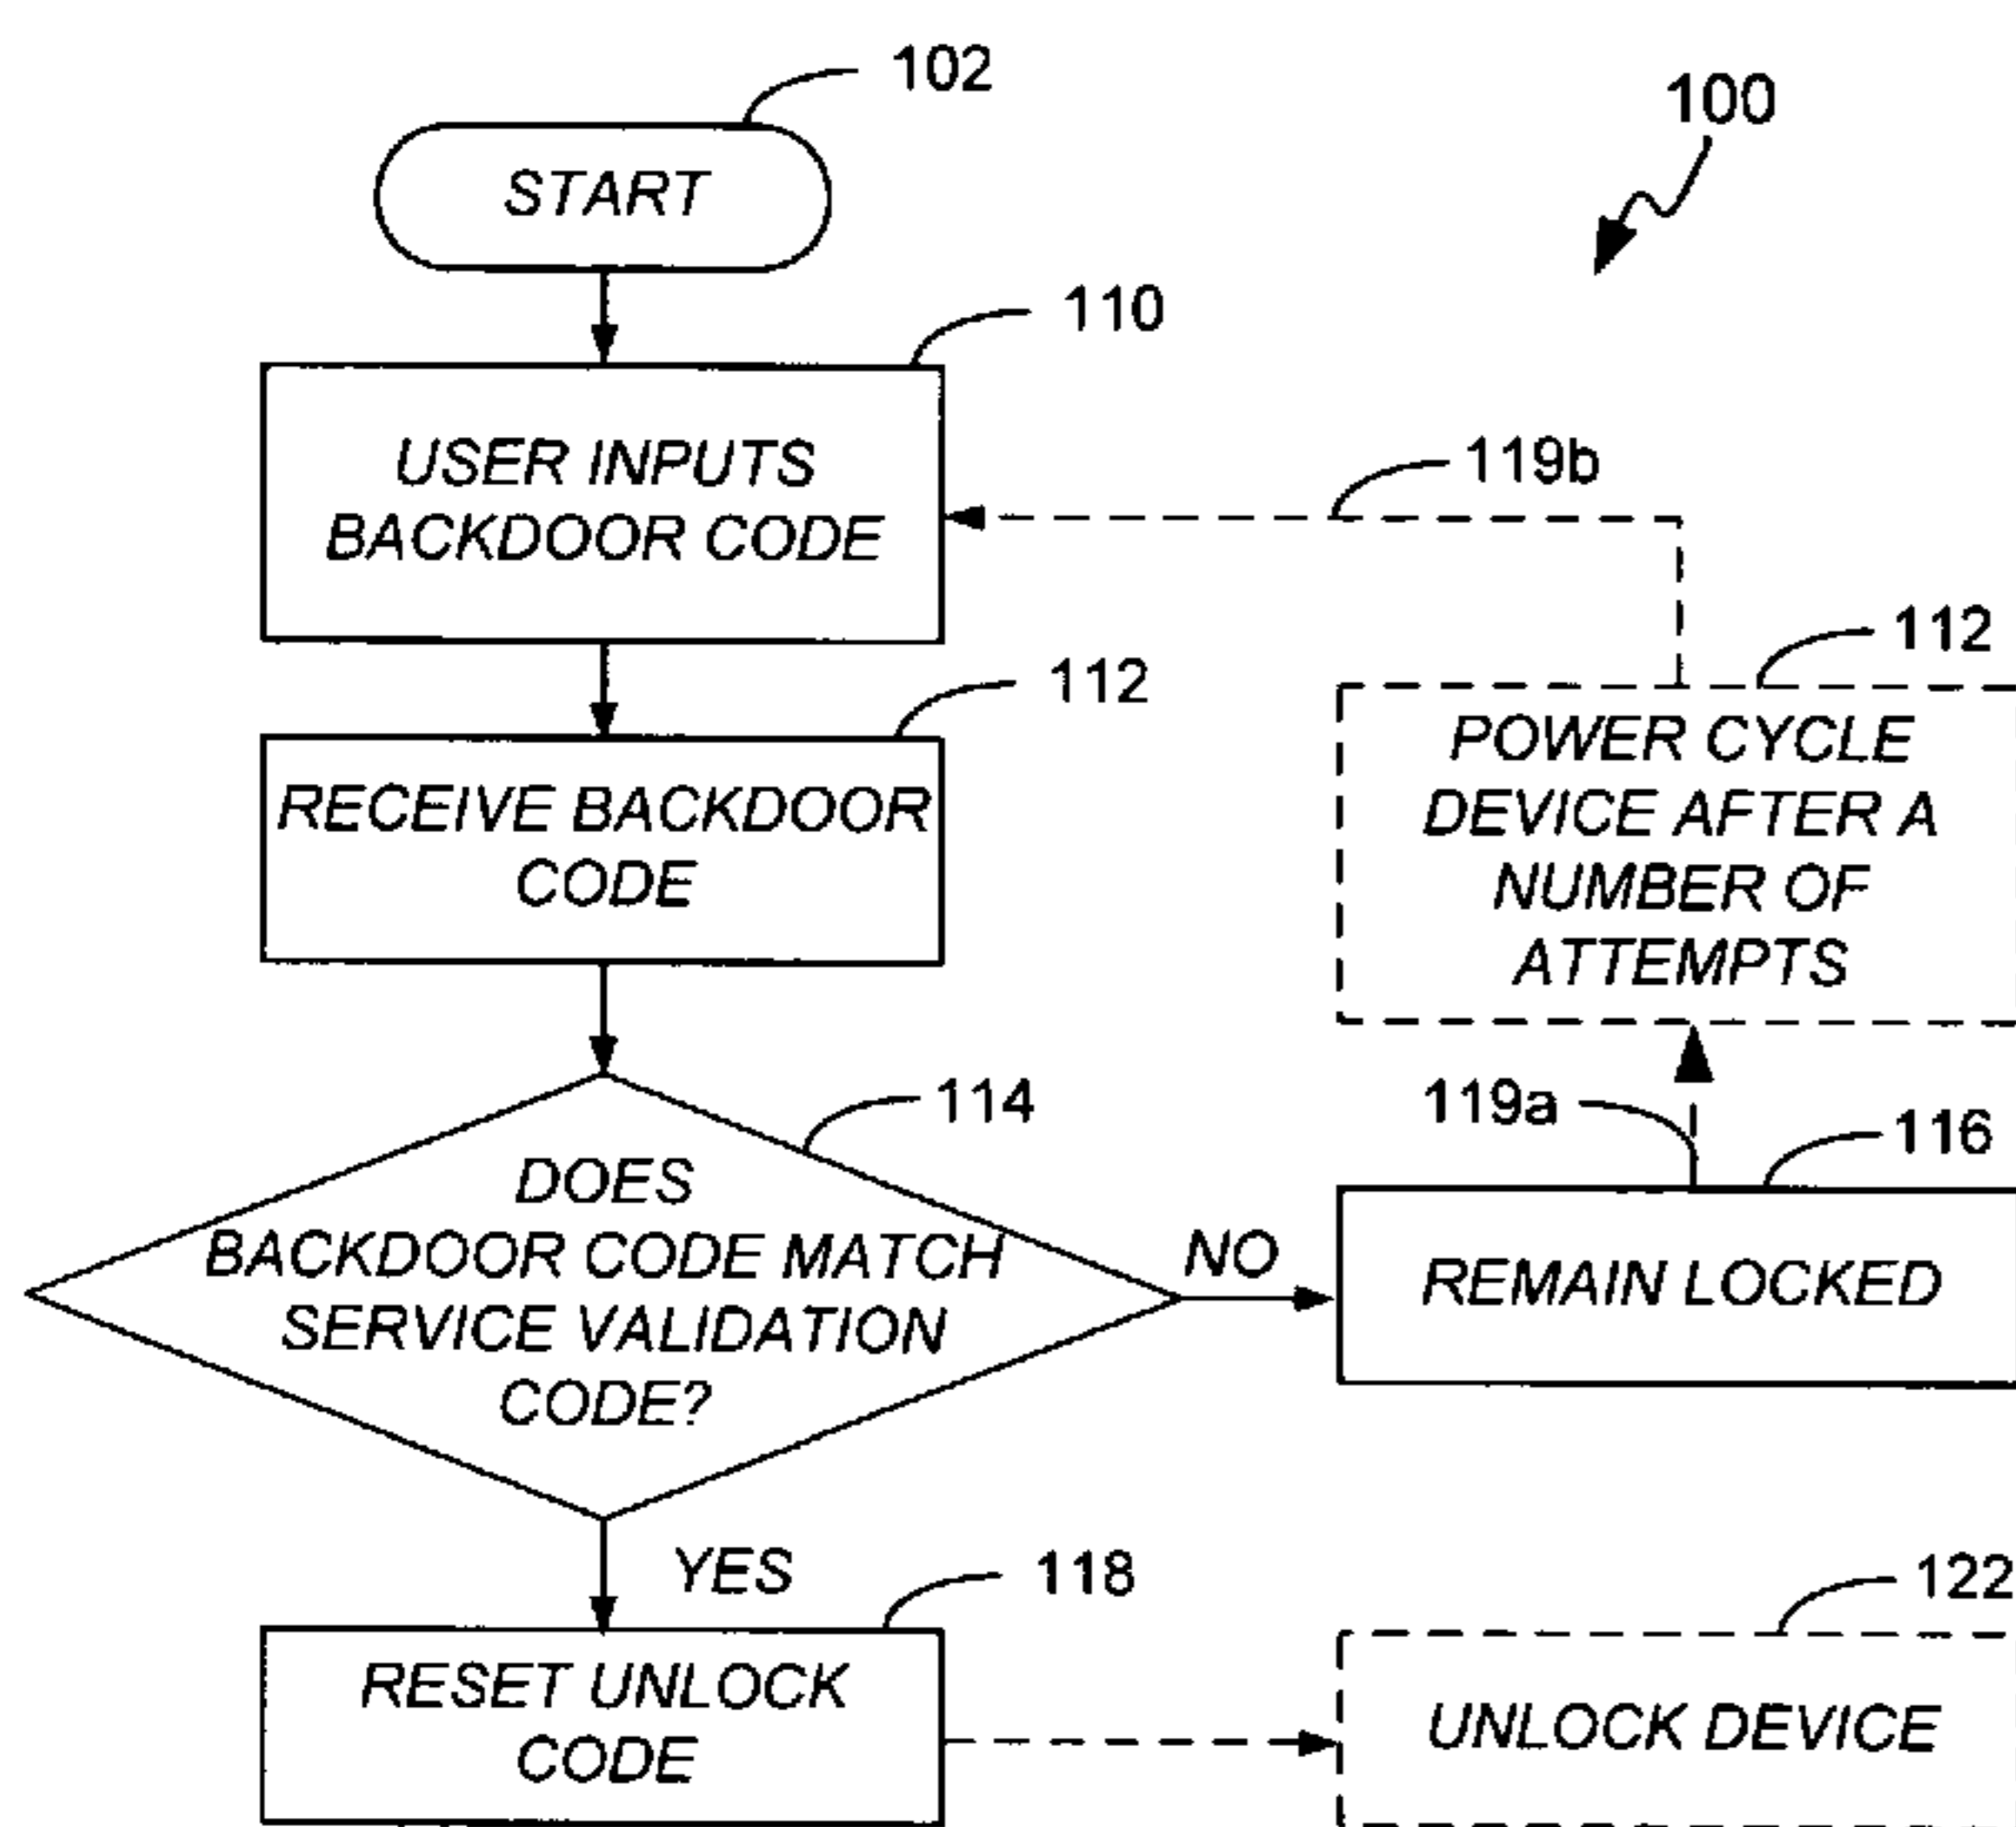 102
100
START
110
USER INPUTS
BACKDOOR CODE
119b
112
RECEIVE BACKDOOR
CODE
112
POWER CYCLE
DEVICE AFTER A
NUMBER OF
ATTEMPTS
114
DOES
BACKDOOR CODE MATCH
SERVICE VALIDATION
CODE?
NO
119a
116
REMAIN LOCKED
YES
118
RESET UNLOCK
CODE
122
UNLOCK DEVICE